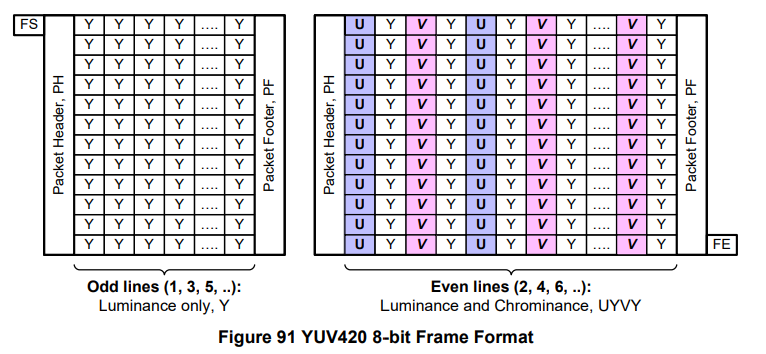 FS
Packet Header, PH
Y Y Y Y .... Y
Y Y Y Y .... Y
Y Y Y Y .... Y
Y Y Y Y .... Y
Y Y Y Y .... Y
Y Y Y Y .... Y
Y Y Y Y .... Y
Y Y Y Y .... Y
Y Y Y Y .... Y
Y Y Y Y .... Y
Y Y Y Y .... Y
Y Y Y Y .... Y
Packet Footer, PF
Odd lines (1, 3, 5, ..):
Luminance only, Y
Packet Header, PH
U Y V Y U Y V Y .... V Y
U Y V Y U Y V Y .... V Y
U Y V Y U Y V Y .... V Y
U Y V Y U Y V Y .... V Y
U Y V Y U Y V Y .... V Y
U Y V Y U Y V Y .... V Y
U Y V Y U Y V Y .... V Y
U Y V Y U Y V Y .... V Y
U Y V Y U Y V Y .... V Y
U Y V Y U Y V Y .... V Y
U Y V Y U Y V Y .... V Y
U Y V Y U Y V Y .... V Y
Packet Footer, PF
FE
Even lines (2, 4, 6, ..):
Luminance and Chrominance, UYVY
Figure 91 YUV420 8-bit Frame Format